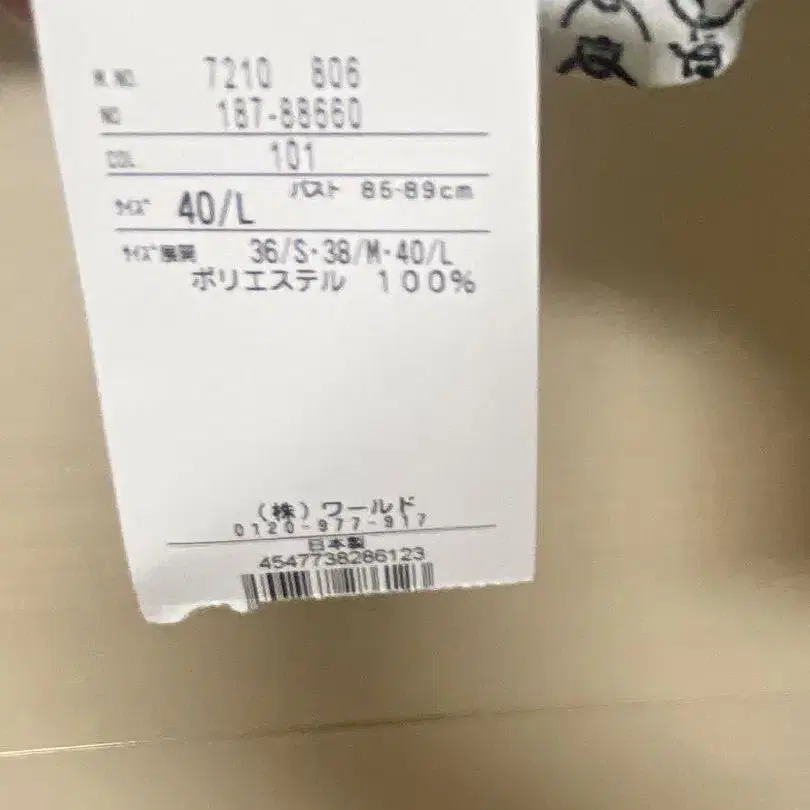 M.NO. 7210 806
NO 187-88660
COL 101
サイズ 40/L バスト 85-89cm
サイズ展開 36/S・38/M・40/L
ポリエステル 100%
(株)ワールド
0120-977-917
日本製
4547738286123